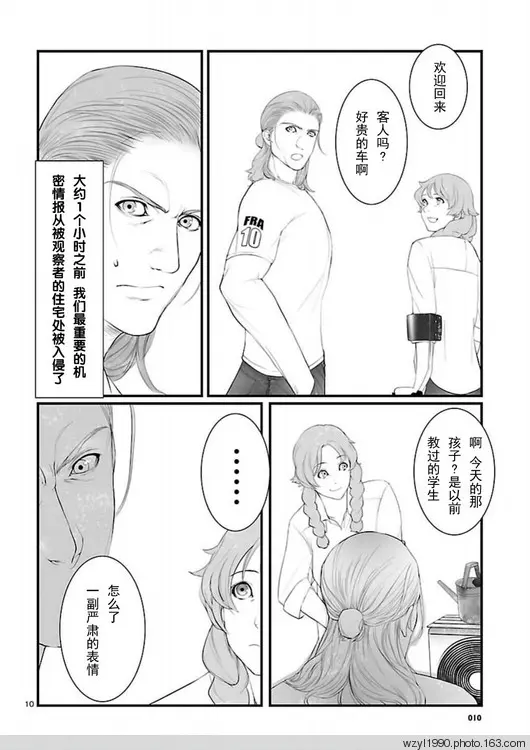 欢迎回来
客人吗？
好贵的车啊
FRA
10
大约1个小时之前 我们最重要的机
密情报从被观察者的住宅处被入侵了
啊 今天的那
孩子？是以前
教过的学生
・・・・・・
怎么了
一副严肃的表情
10
010
wzyl1990.photo.163.com